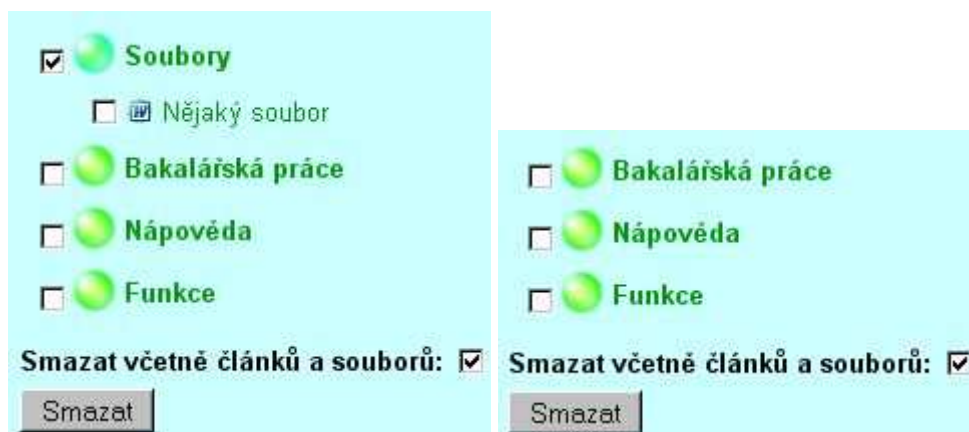 Soubory
Nějaký soubor
Bakalářská práce
Nápověda
Funkce
Smazat včetně článků a souborů:
Smazat
Bakalářská práce
Nápověda
Funkce
Smazat včetně článků a souborů:
Smazat